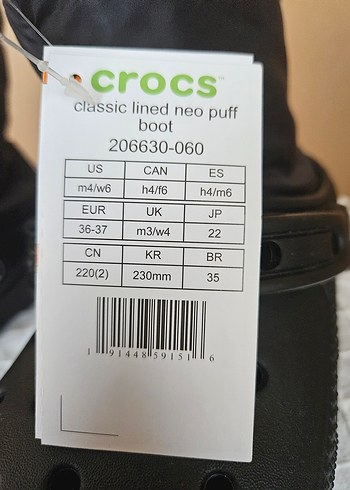 crocs™
classic lined neo puff
boot
206630-060
US CAN ES
m4/w6 h4/f6 h4/m6
EUR UK JP
36-37 m3/w4 22
CN KR BR
220(2) 230mm 35
1 91448 59151 6